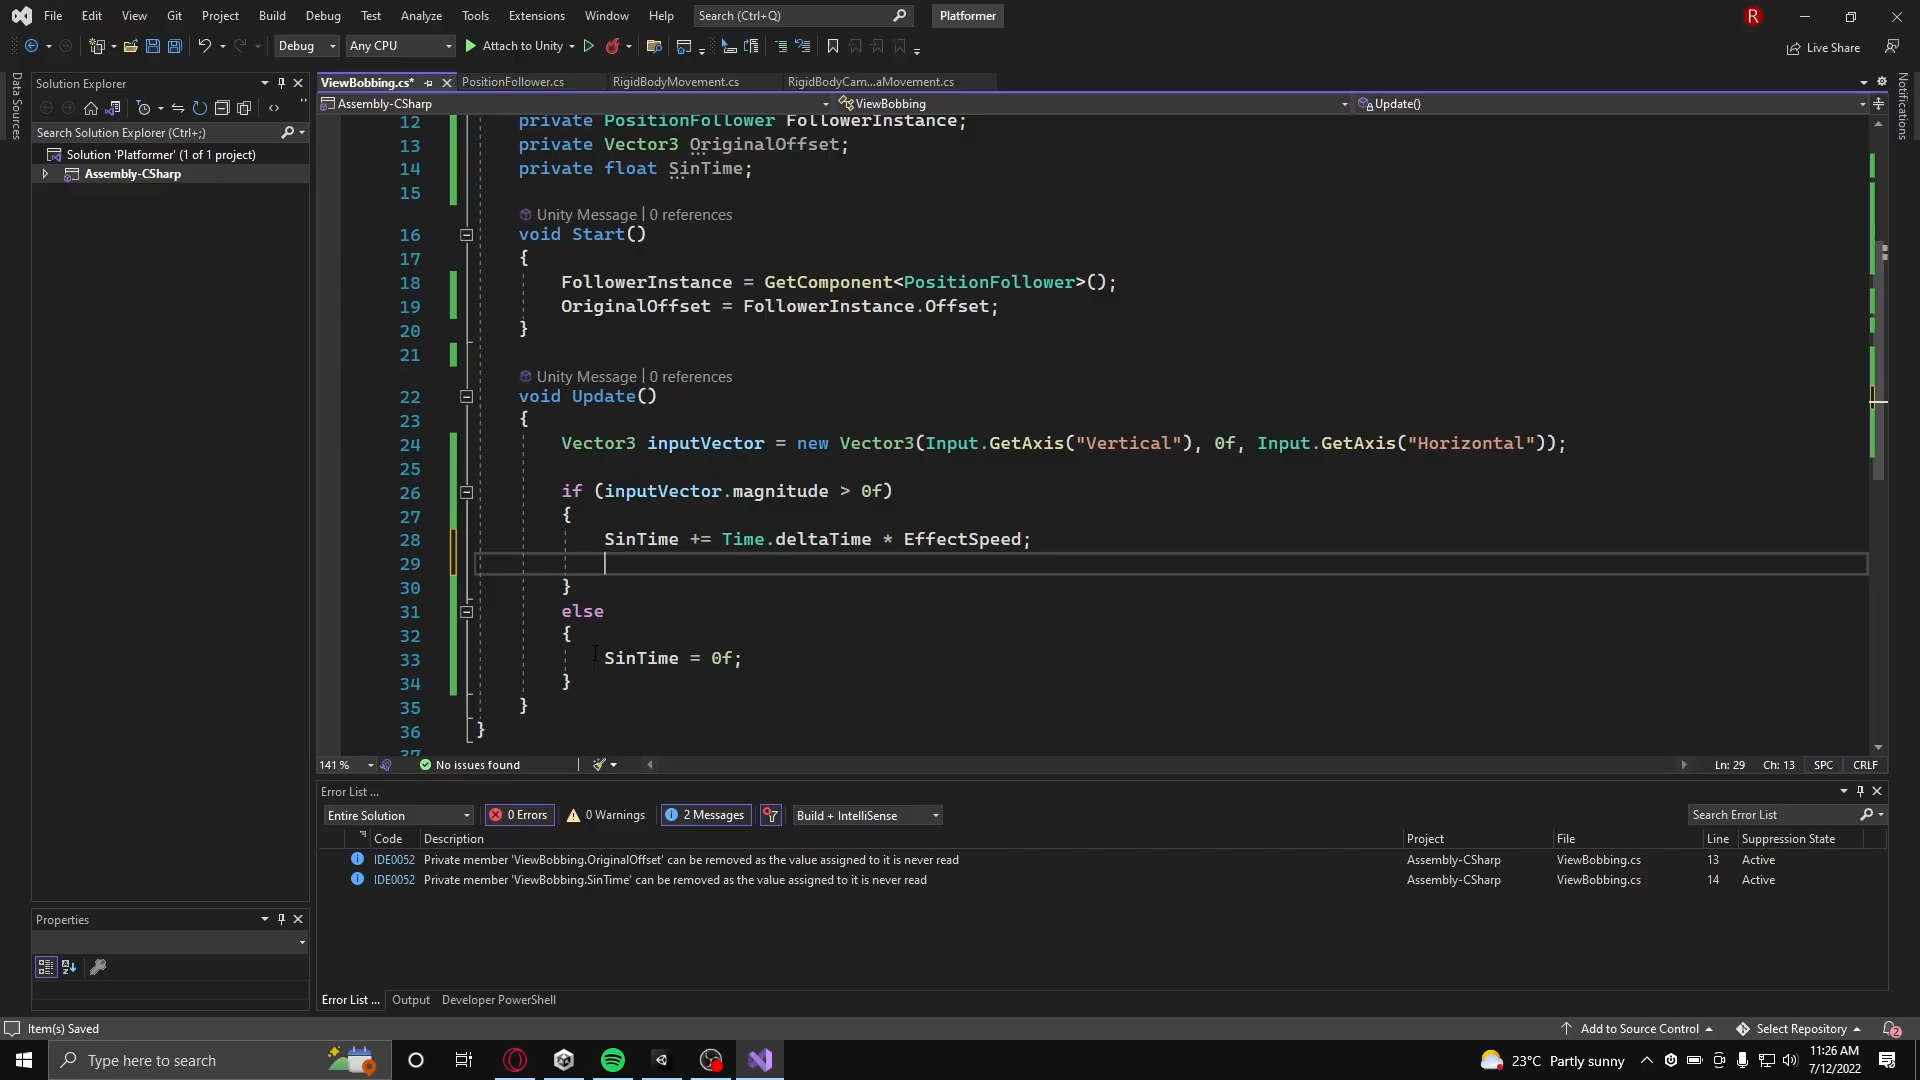 File Edit View Git Project Build Debug Test Analyze Tools Extensions Window Help Search (Ctrl+Q) Platformer R
Debug Any CPU Attach to Unity Live Share
Data Sources
Solution Explorer
Search Solution Explorer (Ctrl+;)
Solution 'Platformer' (1 of 1 project)
Assembly-CSharp
Properties
ViewBobbing.cs* PositionFollower.cs RigidBodyMovement.cs RigidBodyCam...aMovement.cs
Assembly-CSharp ViewBobbing Update()
Notifications
12 private PositionFollower FollowerInstance;
13 private Vector3 OriginalOffset;
14 private float SinTime;
15
Unity Message | 0 references
16 void Start()
17 {
18 FollowerInstance = GetComponent<PositionFollower>();
19 OriginalOffset = FollowerInstance.Offset;
20 }
21
Unity Message | 0 references
22 void Update()
23 {
24 Vector3 inputVector = new Vector3(Input.GetAxis("Vertical"), 0f, Input.GetAxis("Horizontal"));
25
26 if (inputVector.magnitude > 0f)
27 {
28 SinTime += Time.deltaTime * EffectSpeed;
29
30 }
31 else
32 {
33 SinTime = 0f;
34 }
35 }
36 }
37
141 % No issues found Ln: 29 Ch: 13 SPC CRLF
Error List ...
Entire Solution 0 Errors 0 Warnings 2 Messages Build + IntelliSense Search Error List
Code Description Project File Line Suppression State
IDE0052 Private member 'ViewBobbing.OriginalOffset' can be removed as the value assigned to it is never read Assembly-CSharp ViewBobbing.cs 13 Active
IDE0052 Private member 'ViewBobbing.SinTime' can be removed as the value assigned to it is never read Assembly-CSharp ViewBobbing.cs 14 Active
Error List ... Output Developer PowerShell
Item(s) Saved Add to Source Control Select Repository 2
Type here to search 23°C Partly sunny 11:26 AM
7/12/2022